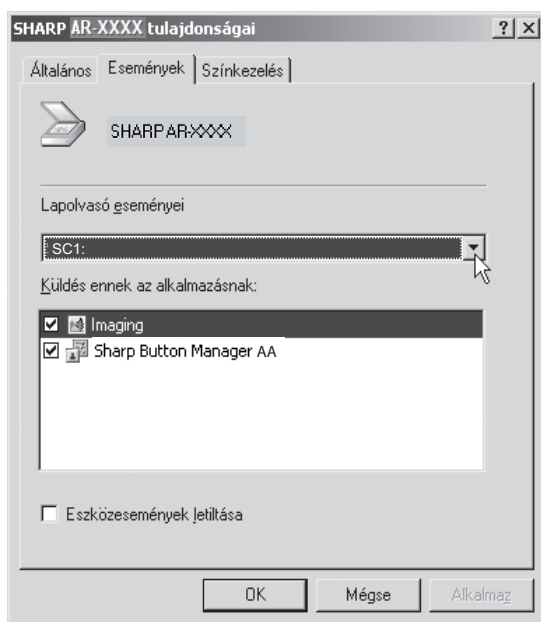 SHARP AR-XXXX tulajdonságai
Általános Események Színkezelés
SHARP AR-XXXX
Lapolvasó eseményei
SC1:
Küldés ennek az alkalmazásnak:
Imaging
Sharp Button Manager AA
Eszközesemények letiltása
OK Mégse Alkalmaz